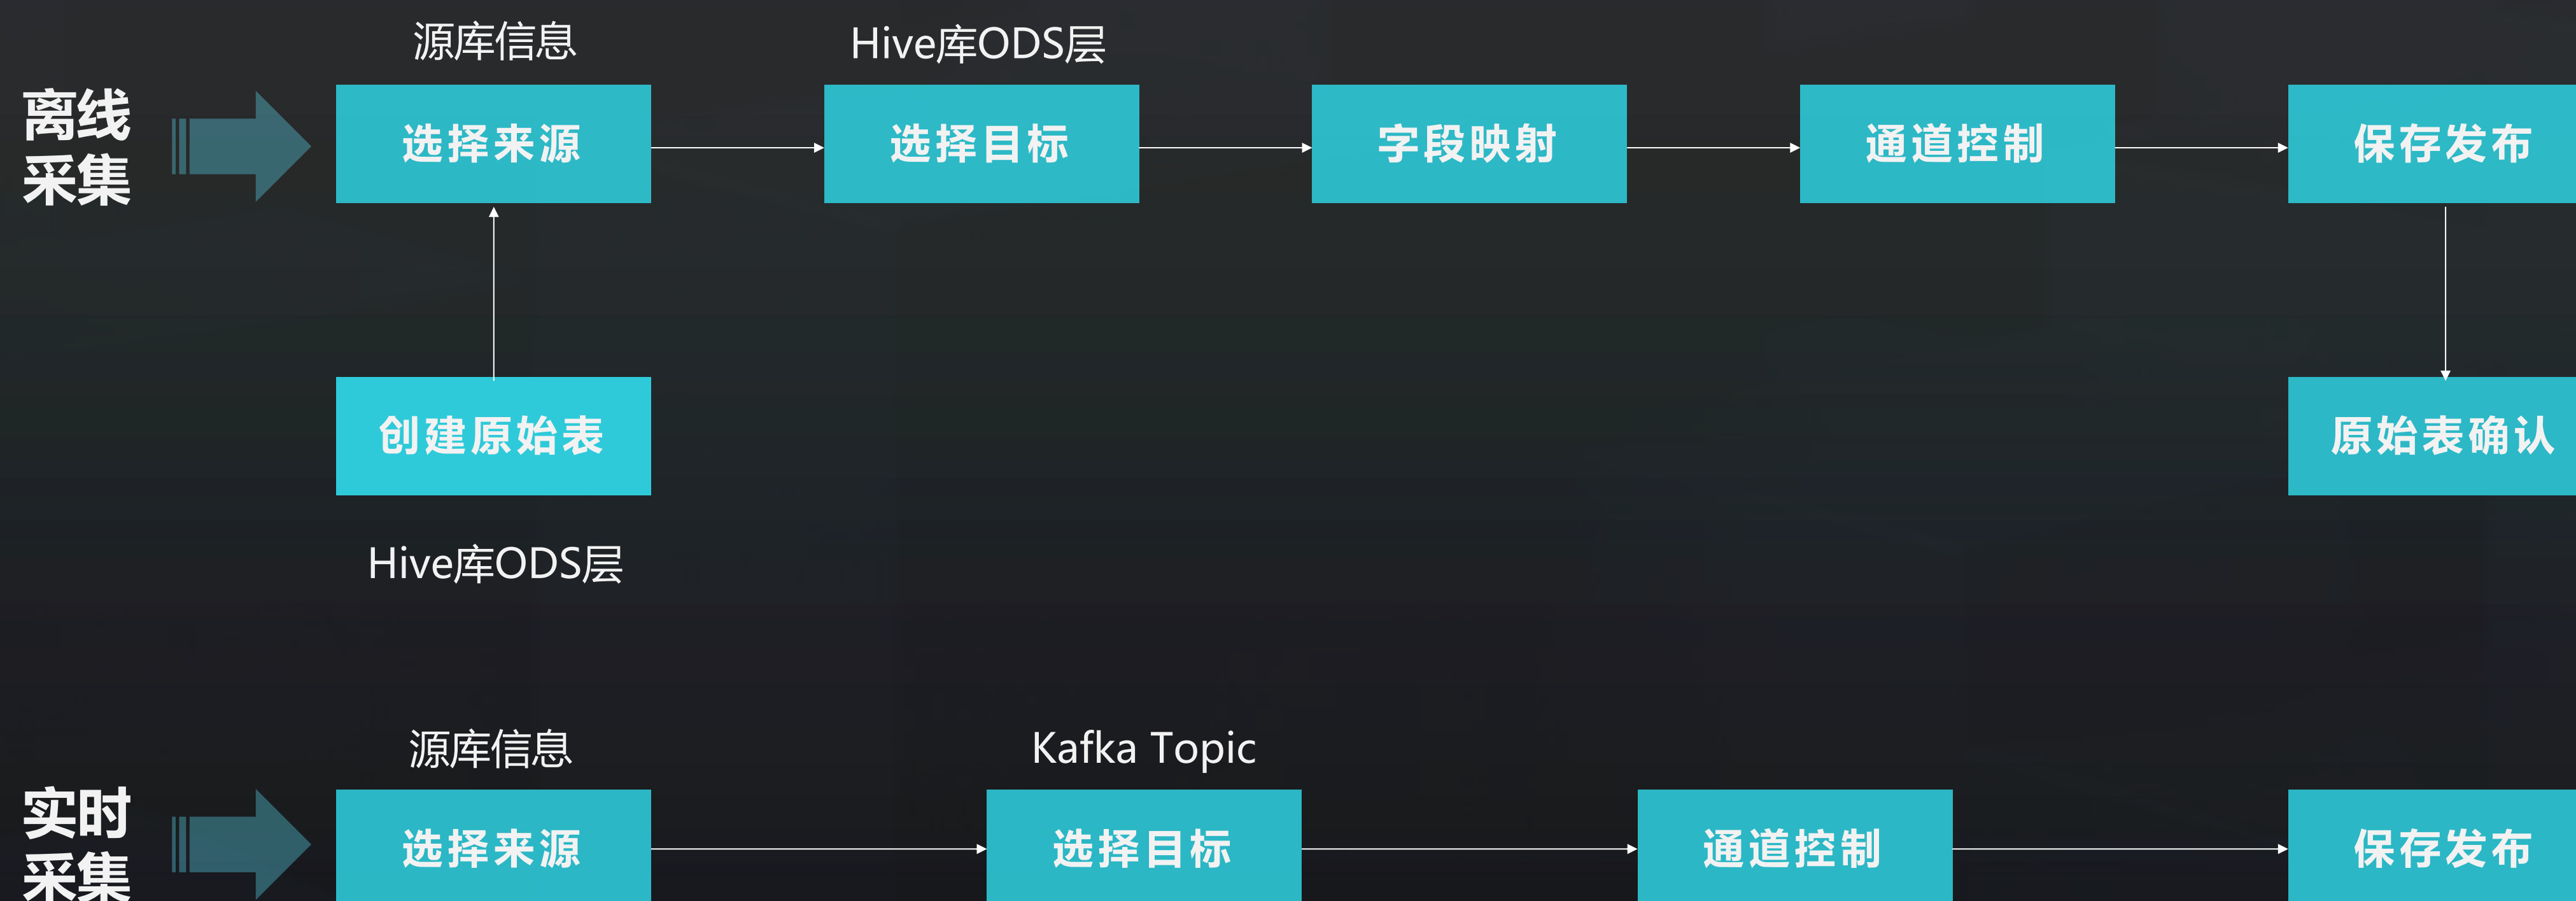 源库信息
Hive库ODS层
离线
采集
选择来源
选择目标
字段映射
通道控制
保存发布
创建原始表
原始表确认
Hive库ODS层
源库信息
Kafka Topic
实时
采集
选择来源
选择目标
通道控制
保存发布